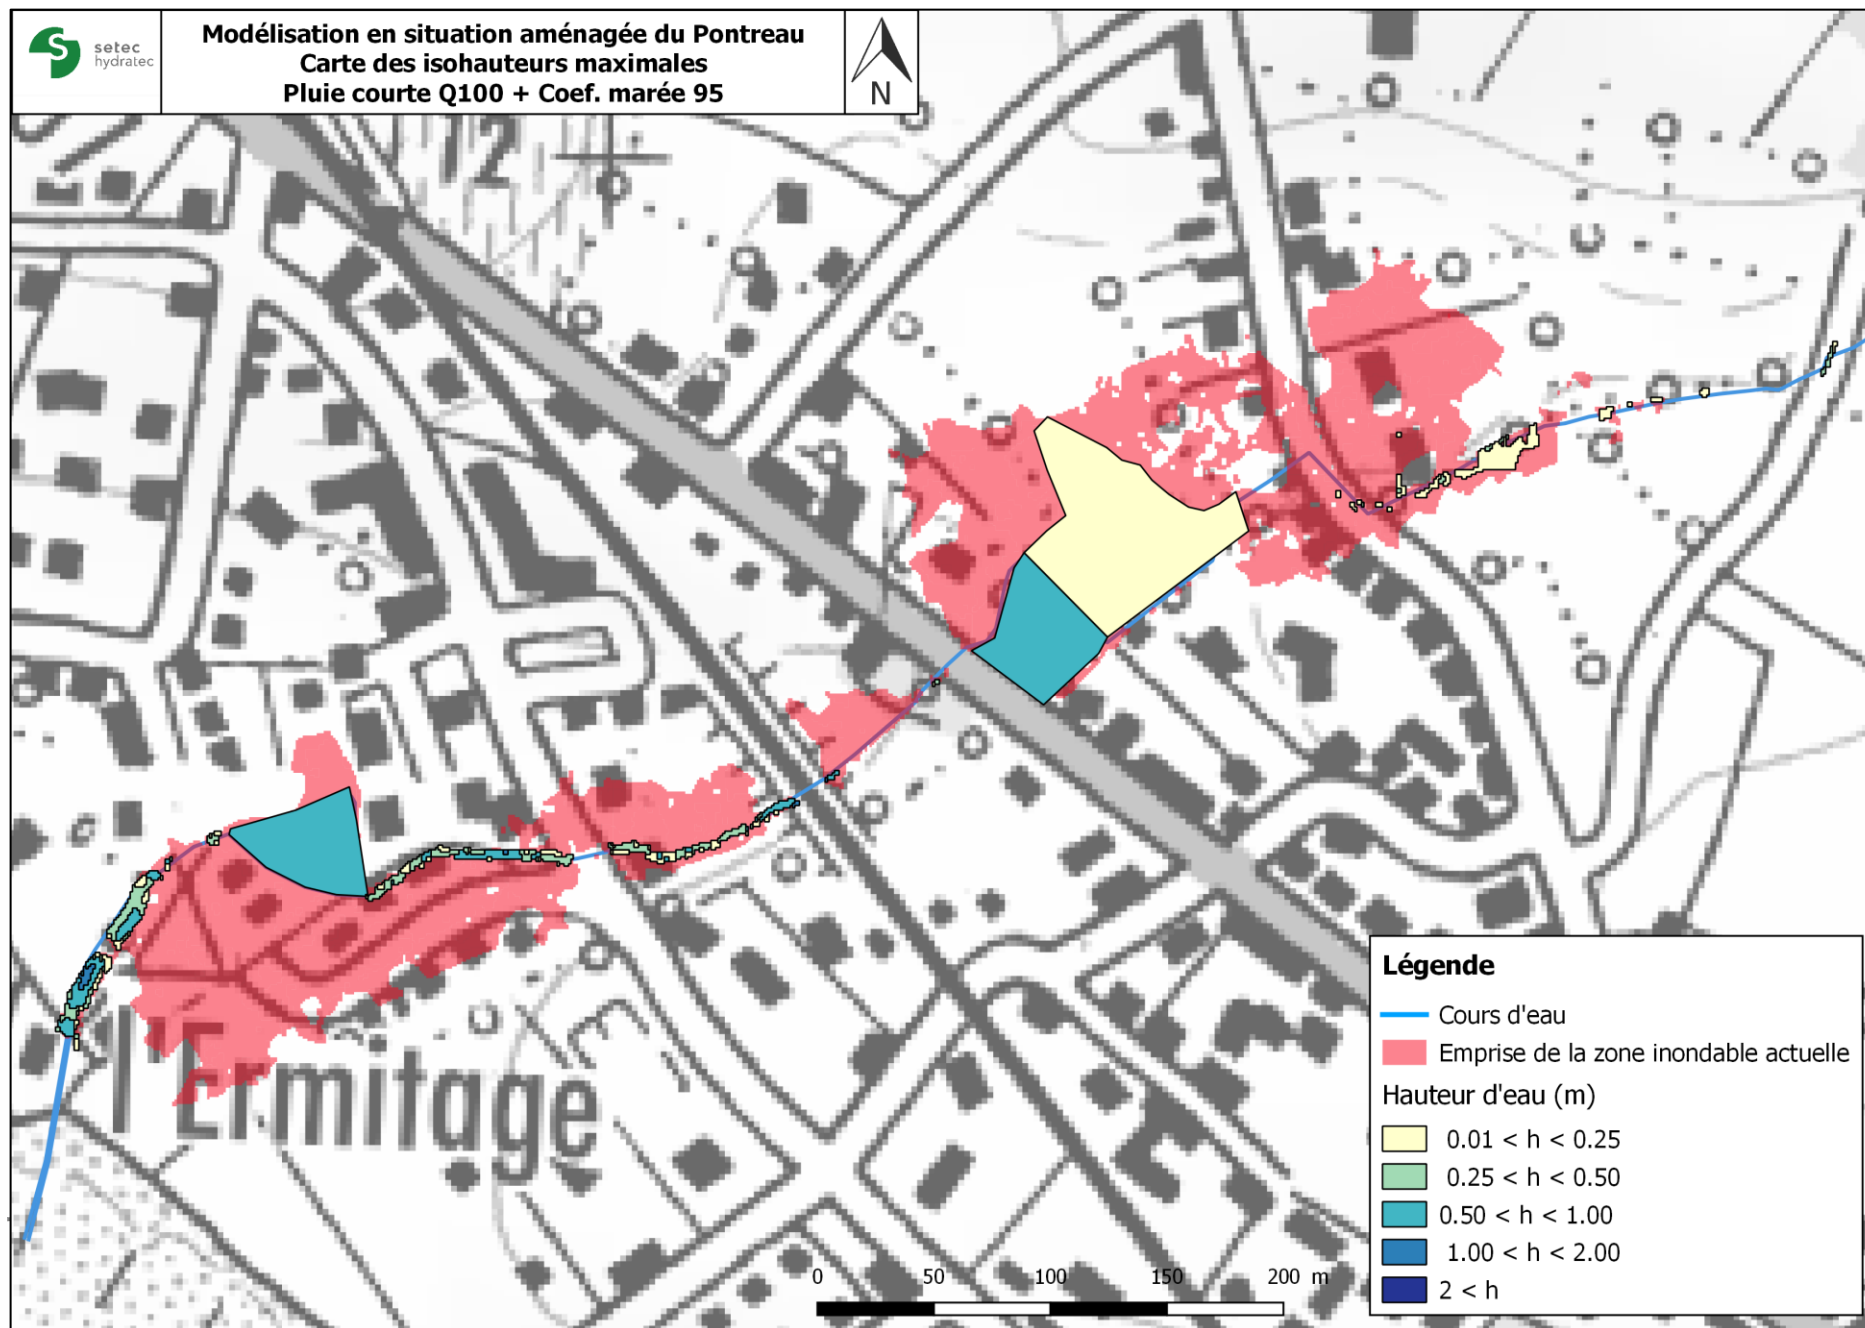 setec
hydratec
Modélisation en situation aménagée du Pontreau
Carte des isohauteurs maximales
Pluie courte Q100 + Coef. marée 95
N
12
l'Ermitage
Légende
Cours d'eau
Emprise de la zone inondable actuelle
Hauteur d'eau (m)
0.01 < h < 0.25
0.25 < h < 0.50
0.50 < h < 1.00
1.00 < h < 2.00
2 < h
0 50 100 150 200 m